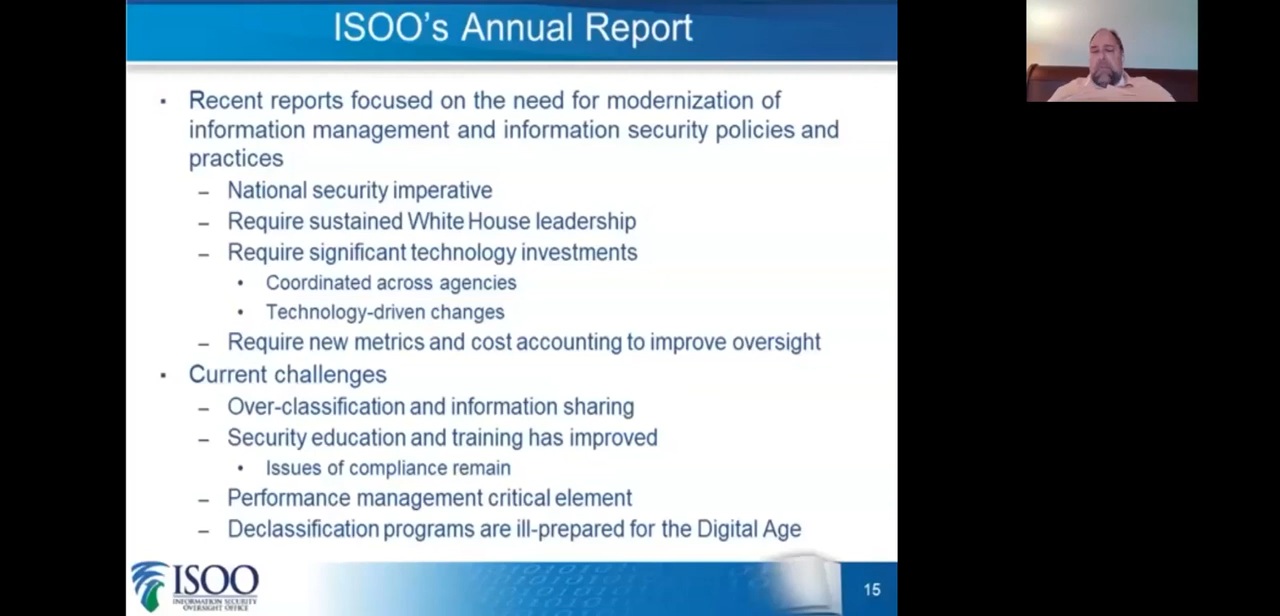 ISOO's Annual Report
▪ Recent reports focused on the need for modernization of
information management and information security policies and
practices
– National security imperative
– Require sustained White House leadership
– Require significant technology investments
• Coordinated across agencies
• Technology-driven changes
– Require new metrics and cost accounting to improve oversight
▪ Current challenges
– Over-classification and information sharing
– Security education and training has improved
• Issues of compliance remain
– Performance management critical element
– Declassification programs are ill-prepared for the Digital Age
ISOO
INFORMATION SECURITY
OVERSIGHT OFFICE
15